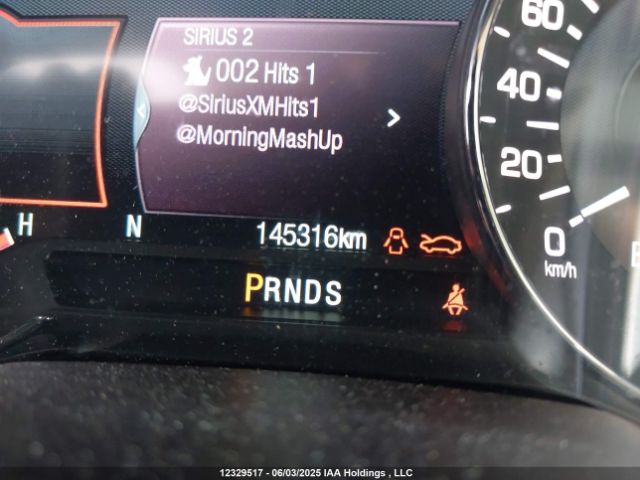 SIRIUS 2
002 Hits 1
@SiriusXMHits1
@MorningMashUp
60
40
20
0
km/h
H
N
145316km
PRNDS
12329517 - 06/03/2025 IAA Holdings , LLC